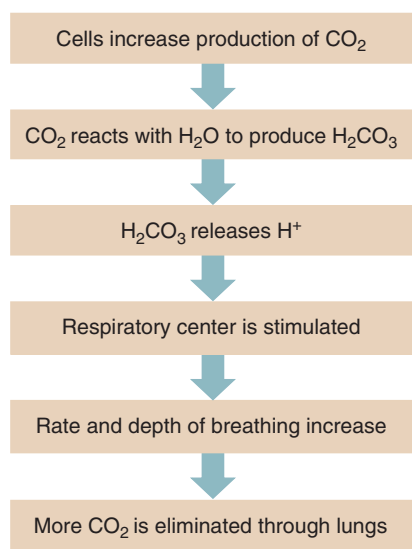 Cells increase production of CO₂
CO₂ reacts with H₂O to produce H₂CO₃
H₂CO₃ releases H⁺
Respiratory center is stimulated
Rate and depth of breathing increase
More CO₂ is eliminated through lungs